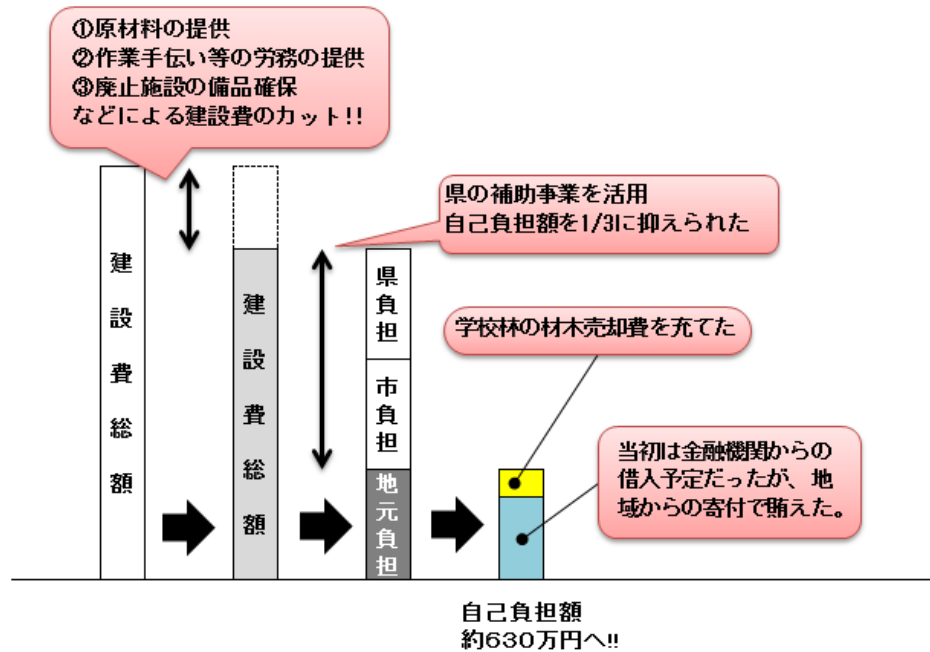 ①原材料の提供
②作業手伝い等の労務の提供
③廃止施設の備品確保
などによる建設費のカット!!
県の補助事業を活用
自己負担額を1/3に抑えられた
建設費総額
建設費総額
県負担
市負担
地元負担
学校林の材木売却費を充てた
当初は金融機関からの
借入予定だったが、地
域からの寄付で賄えた。
自己負担額
約630万円へ!!